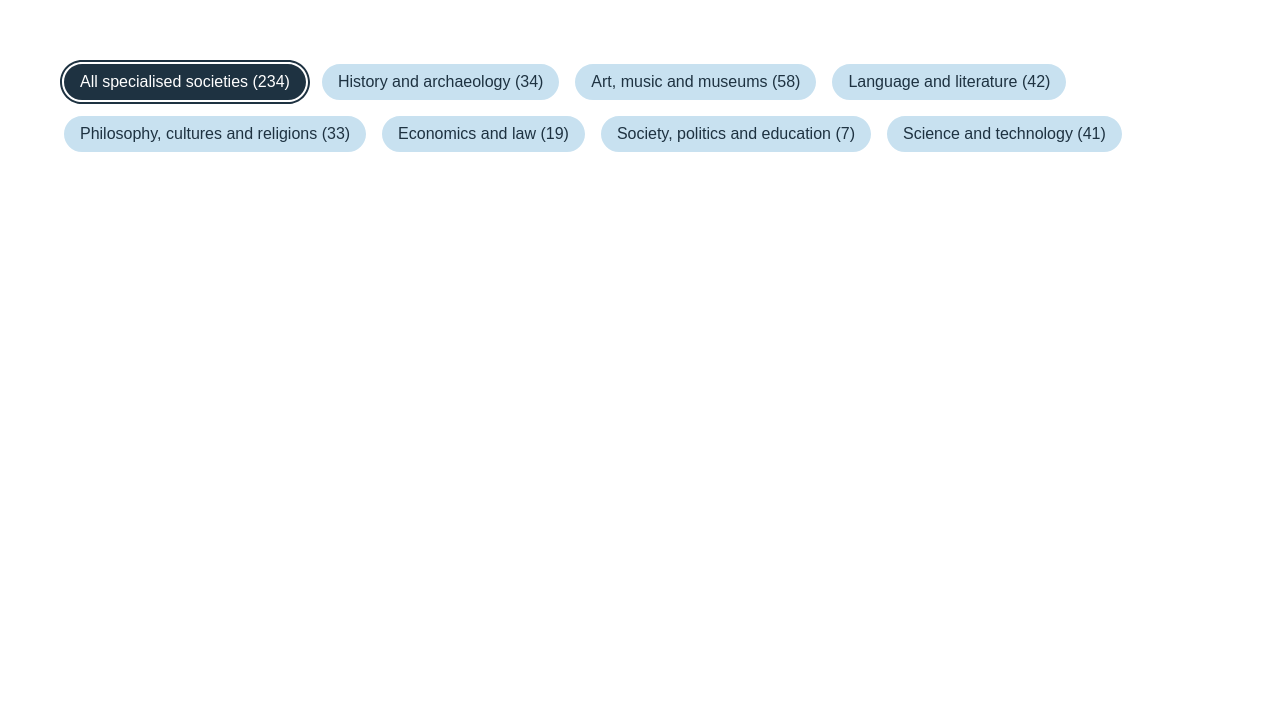 All specialised societies (234) History and archaeology (34) Art, music and museums (58) Language and literature (42)
Philosophy, cultures and religions (33) Economics and law (19) Society, politics and education (7) Science and technology (41)